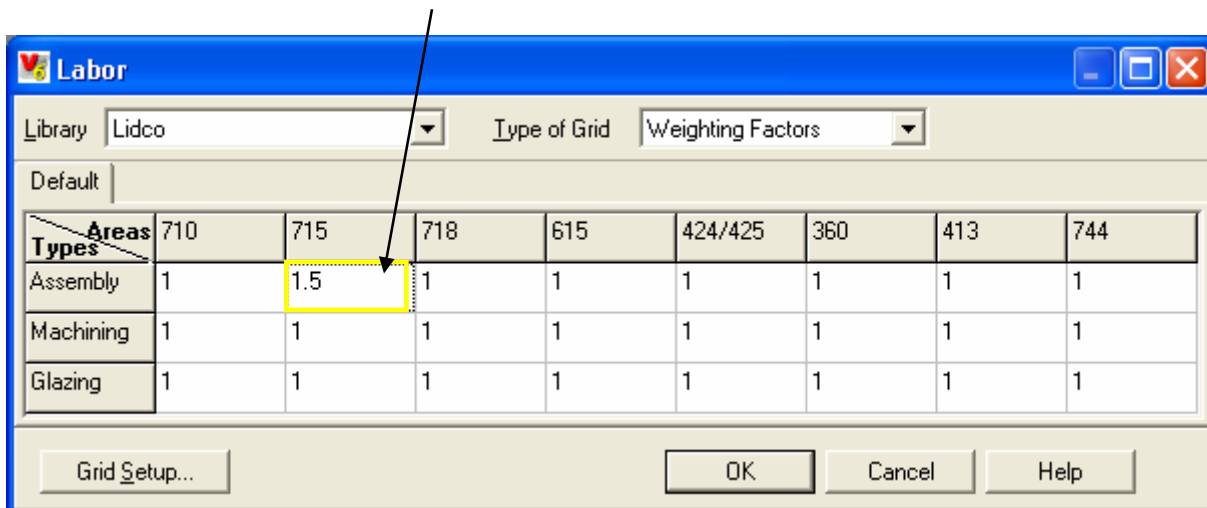 Labor
Library Lidco Type of Grid Weighting Factors
Default
Areas Types 710 715 718 615 424/425 360 413 744
Assembly 1 1.5 1 1 1 1 1 1
Machining 1 1 1 1 1 1 1 1
Glazing 1 1 1 1 1 1 1 1
Grid Setup... OK Cancel Help